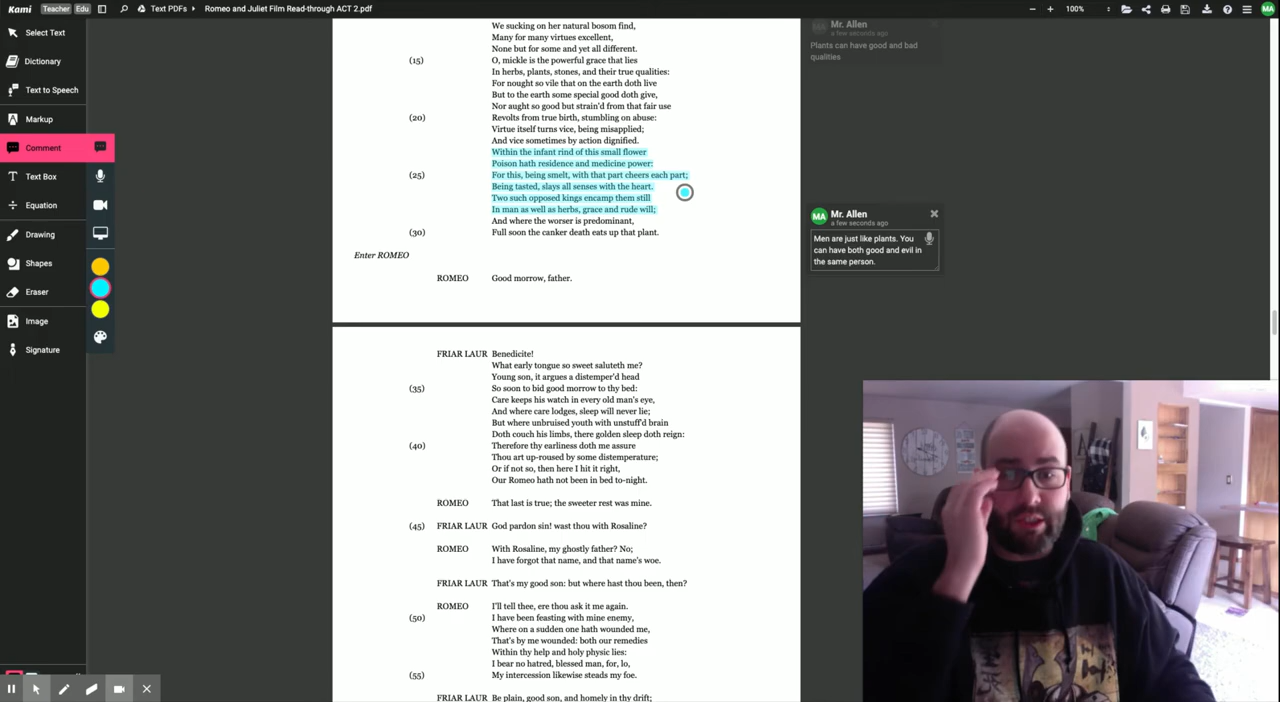 Kami
Teacher Edu
Text PDFs
Romeo and Juliet Film Read-through ACT 2.pdf
100%
MA
Select Text
Dictionary
Text to Speech
Markup
Comment
Text Box
Equation
Drawing
Shapes
Eraser
Image
Signature
We sucking on her natural bosom find,
Many for many virtues excellent,
None but for some and yet all different.
(15) O, mickle is the powerful grace that lies
In herbs, plants, stones, and their true qualities:
For nought so vile that on the earth doth live
But to the earth some special good doth give,
Nor aught so good but strain'd from that fair use
(20) Revolts from true birth, stumbling on abuse:
Virtue itself turns vice, being misapplied;
And vice sometimes by action dignified.
Within the infant rind of this small flower
Poison hath residence and medicine power:
(25) For this, being smelt, with that part cheers each part;
Being tasted, slays all senses with the heart.
Two such opposed kings encamp them still
In man as well as herbs, grace and rude will;
And where the worser is predominant,
(30) Full soon the canker death eats up that plant.
Enter ROMEO
ROMEO Good morrow, father.
FRIAR LAUR Benedicite!
What early tongue so sweet saluteth me?
Young son, it argues a distemper'd head
(35) So soon to bid good morrow to thy bed:
Care keeps his watch in every old man's eye,
And where care lodges, sleep will never lie;
But where unbruised youth with unstuff'd brain
Doth couch his limbs, there golden sleep doth reign:
(40) Therefore thy earliness doth me assure
Thou art up-roused by some distemperature;
Or if not so, then here I hit it right,
Our Romeo hath not been in bed to-night.
ROMEO That last is true; the sweeter rest was mine.
(45) FRIAR LAUR God pardon sin! wast thou with Rosaline?
ROMEO With Rosaline, my ghostly father? No;
I have forgot that name, and that name's woe.
FRIAR LAUR That's my good son: but where hast thou been, then?
ROMEO I'll tell thee, ere thou ask it me again.
(50) I have been feasting with mine enemy,
Where on a sudden one hath wounded me,
That's by me wounded: both our remedies
Within thy help and holy physic lies:
I bear no hatred, blessed man, for, lo,
(55) My intercession likewise steads my foe.
FRIAR LAUR Be plain, good son, and homely in thy drift;
Mr. Allen
a few seconds ago
Plants can have good and bad
qualities
MA
Mr. Allen
a few seconds ago
Men are just like plants. You
can have both good and evil in
the same person.